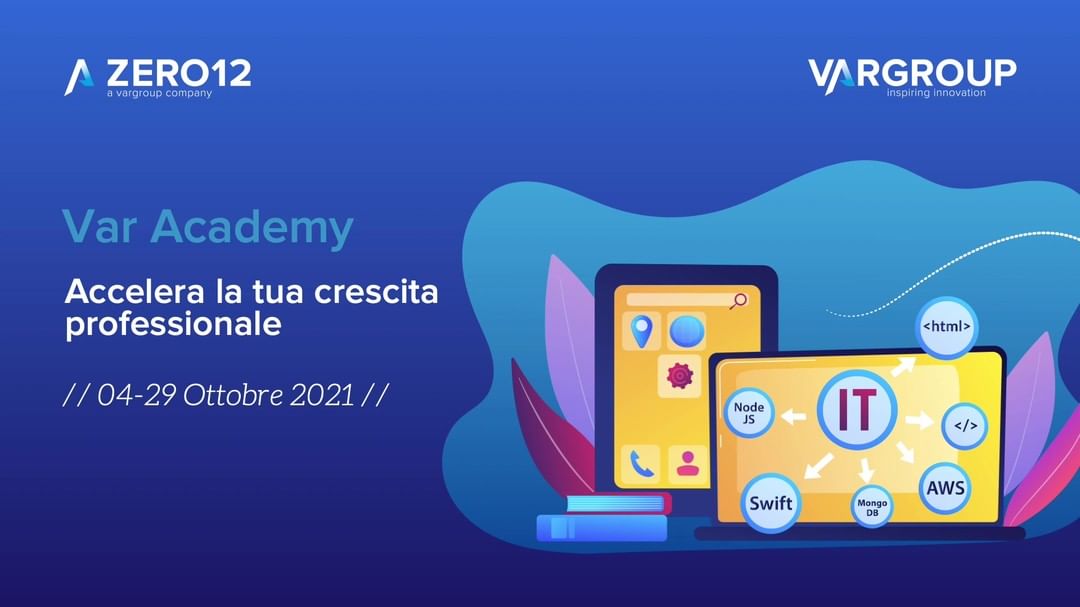 ZERO12
a vargroup company
VARGROUP
inspiring innovation
Var Academy
Accelera la tua crescita
professionale
// 04-29 Ottobre 2021 //
<html>
Node
JS
IT
</>
Swift
Mongo
DB
AWS